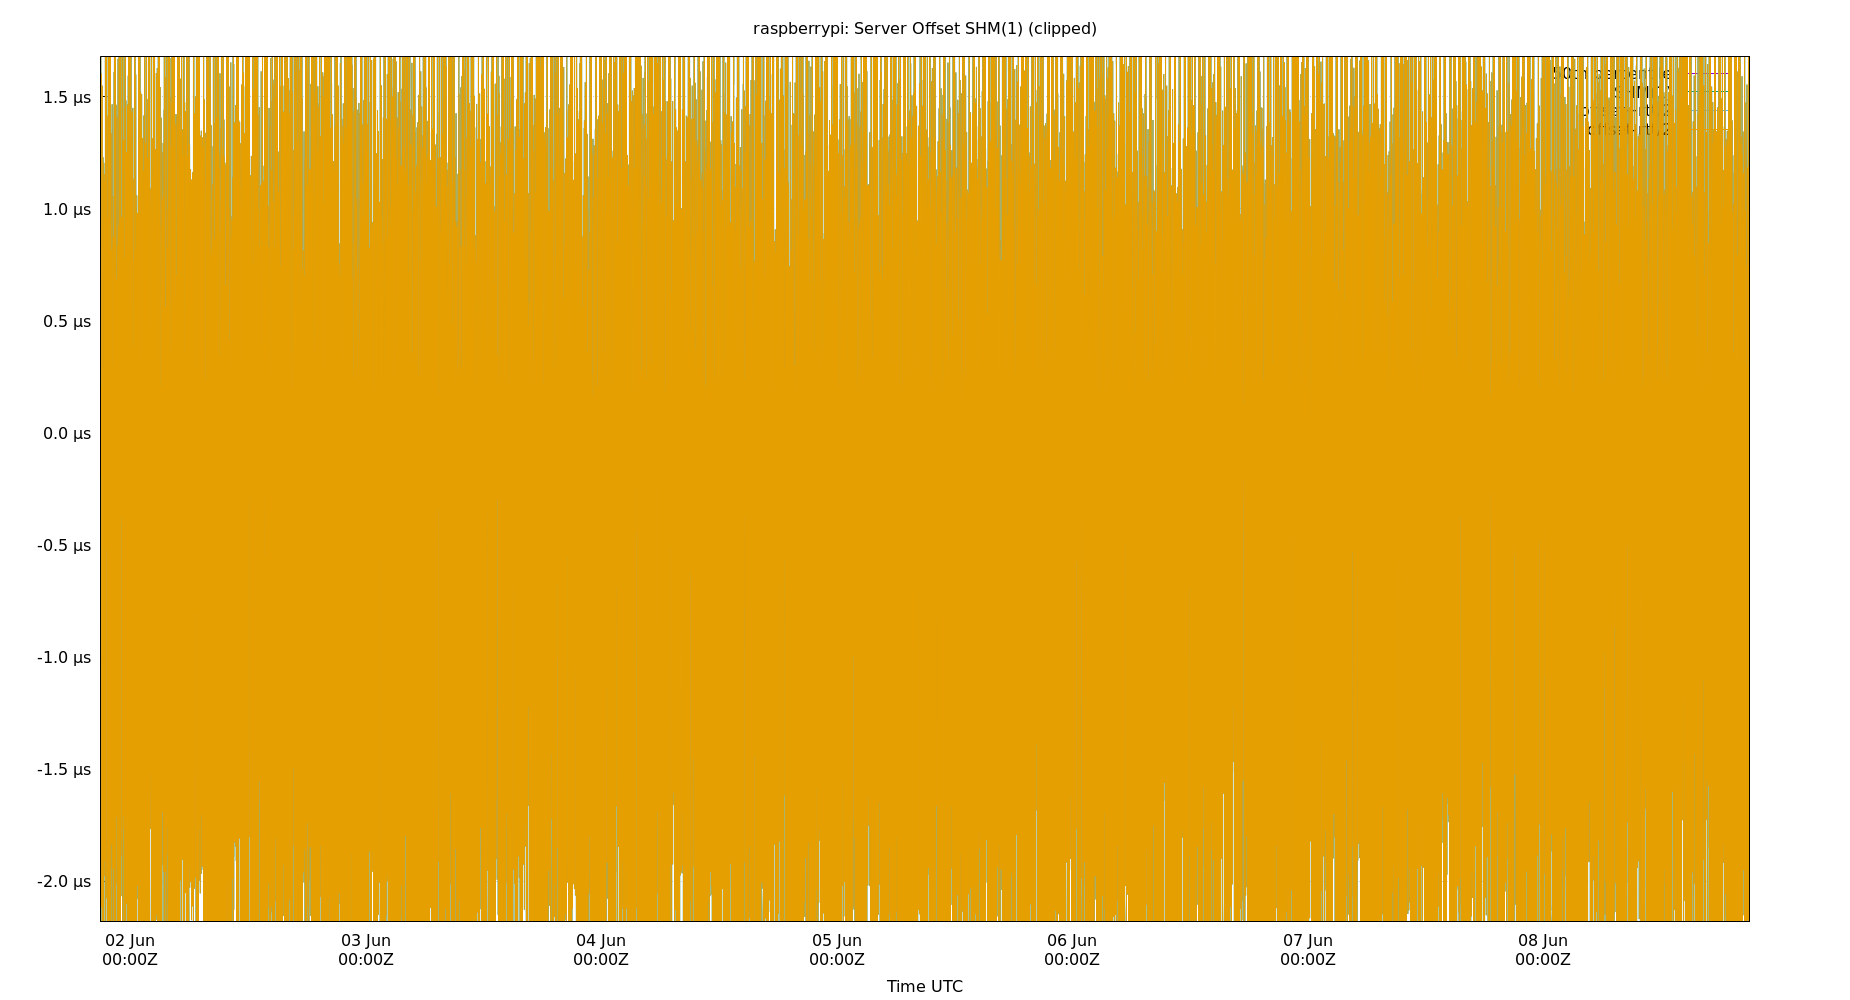 raspberrypi: Server Offset SHM(1) (clipped)
1.5 µs
1.0 µs
0.5 µs
0.0 µs
-0.5 µs
-1.0 µs
-1.5 µs
-2.0 µs
02 Jun 03 Jun 04 Jun 05 Jun 06 Jun 07 Jun 08 Jun
00:00Z 00:00Z 00:00Z 00:00Z 00:00Z 00:00Z 00:00Z
Time UTC